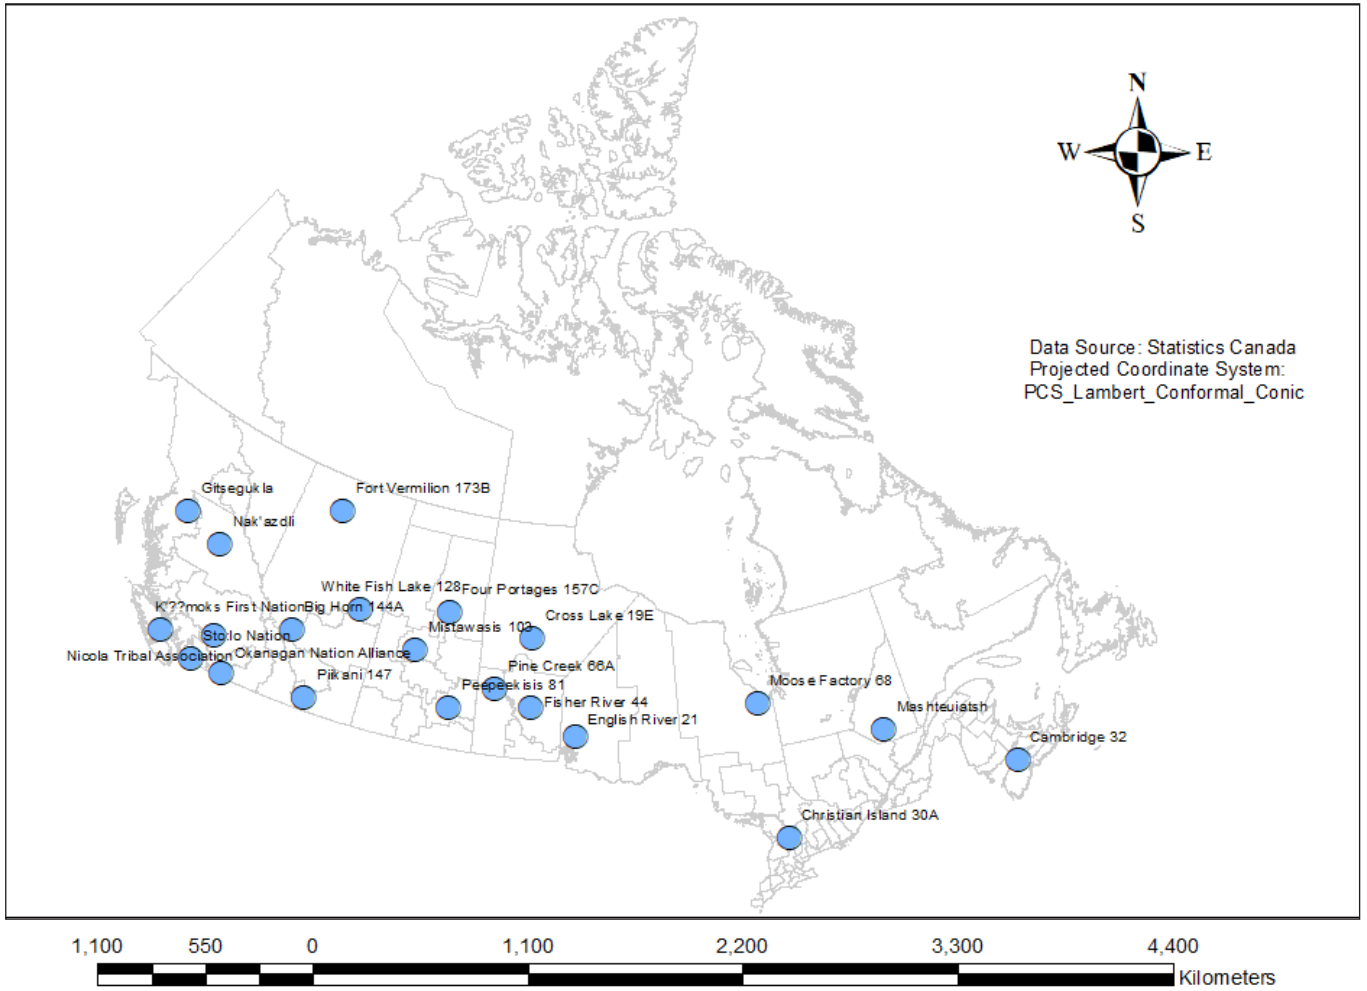 N
W E
S
Data Source: Statistics Canada
Projected Coordinate System:
PCS_Lambert_Conformal_Conic
Gitsegukla
Fort Vermilion 173B
Nak'azdli
White Fish Lake 128
Four Portages 157C
K'??moks First Nation
Big Horn 144A
Cross Lake 19E
Mistawasis 103
Sto:lo Nation
Nicola Tribal Association
Okanagan Nation Alliance
Pine Creek 66A
Piikani 147
Peepeekisis 81
Moose Factory 68
Fisher River 44
Mashteuiatsh
English River 21
Cambridge 32
Christian Island 30A
1,100 550 0 1,100 2,200 3,300 4,400
Kilometers